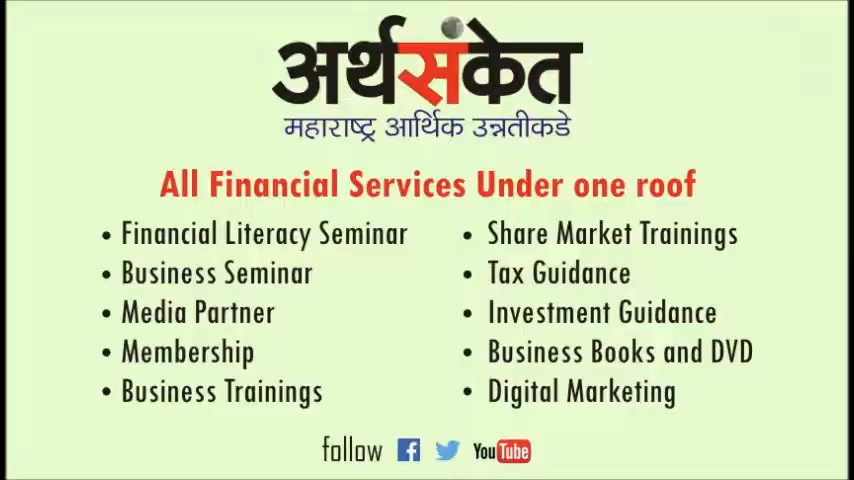 अर्थसंकेत
महाराष्ट्र आर्थिक उन्नतीकडे
All Financial Services Under one roof
• Financial Literacy Seminar
• Business Seminar
• Media Partner
• Membership
• Business Trainings
• Share Market Trainings
• Tax Guidance
• Investment Guidance
• Business Books and DVD
• Digital Marketing
follow f YouTube